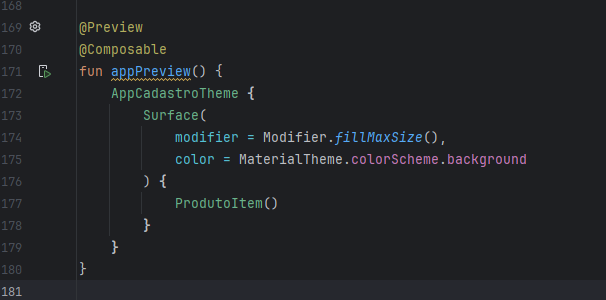 168
169 @Preview
170 @Composable
171 fun appPreview() {
172 AppCadastroTheme {
173 Surface(
174 modifier = Modifier.fillMaxSize(),
175 color = MaterialTheme.colorScheme.background
176 ) {
177 ProdutoItem()
178 }
179 }
180 }
181